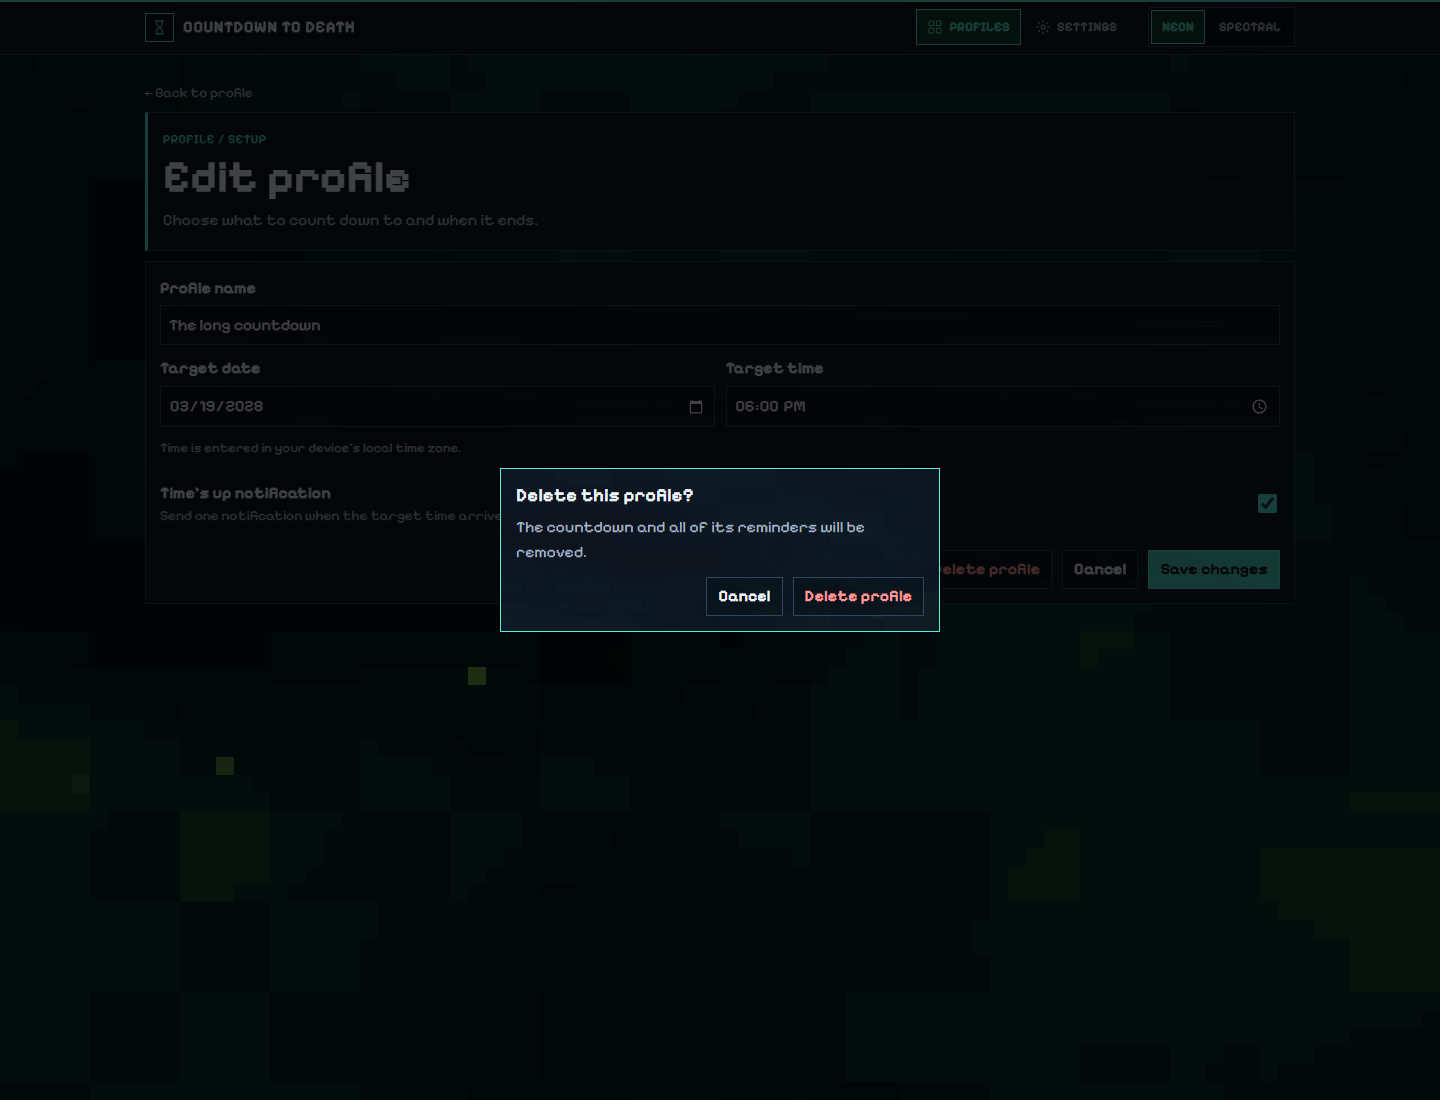 COUNTDOWN TO DEATH
PROFILES
SETTINGS
NEON
SPECTRAL
← Back to profile
PROFILE / SETUP
Edit profile
Choose what to count down to and when it ends.
Profile name
The long countdown
Target date
Target time
03/19/2028
06:00 PM
Time is entered in your device's local time zone.
Time's up notification
Send one notification when the target time arrive
Delete this profile?
The countdown and all of its reminders will be
removed.
Cancel
Delete profile
elete profile
Cancel
Save changes